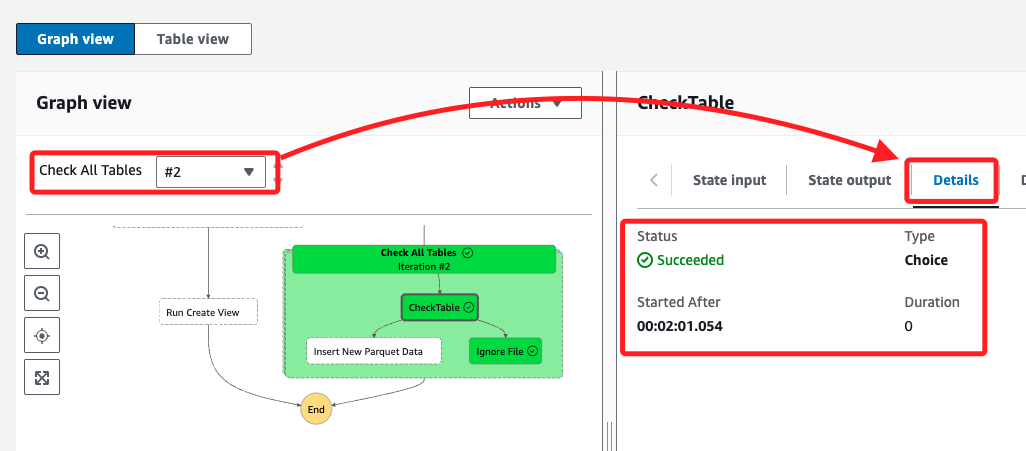 Graph view
Table view
Graph view
Actions
CheckTable
Check All Tables
#2
State input
State output
Details
Check All Tables
Iteration #2
CheckTable
Run Create View
Insert New Parquet Data
Ignore File
End
Status
Succeeded
Type
Choice
Started After
00:02:01.054
Duration
0